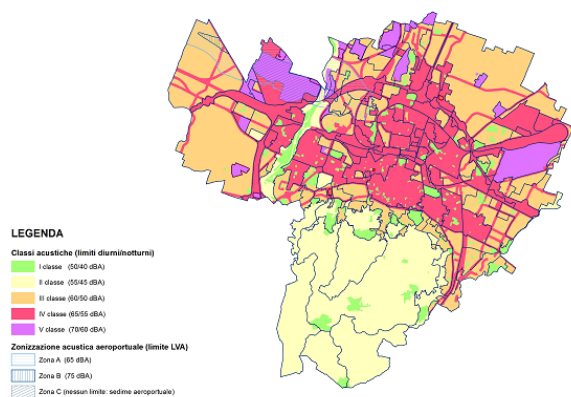 LEGENDA
Classi acustiche (limiti diurni/notturni)
I classe (50/40 dBA)
II classe (55/45 dBA)
III classe (60/50 dBA)
IV classe (65/55 dBA)
V classe (70/60 dBA)
Zonizzazione acustica aeroportuale (limite LVA)
Zona A (65 dBA)
Zona B (75 dBA)
Zona C (nessun limite: sedime aeroportuale)